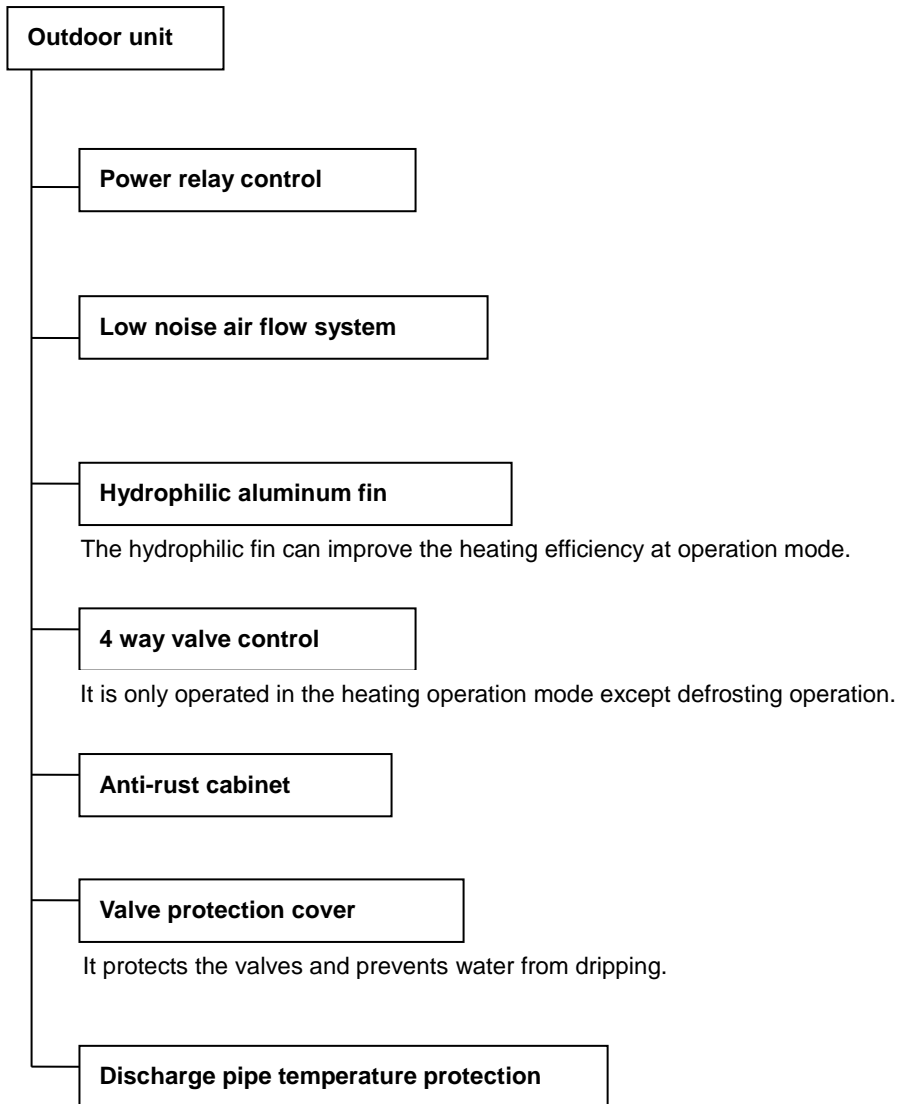 Outdoor unit
Power relay control
Low noise air flow system
Hydrophilic aluminum fin
The hydrophilic fin can improve the heating efficiency at operation mode.
4 way valve control
It is only operated in the heating operation mode except defrosting operation.
Anti-rust cabinet
Valve protection cover
It protects the valves and prevents water from dripping.
Discharge pipe temperature protection